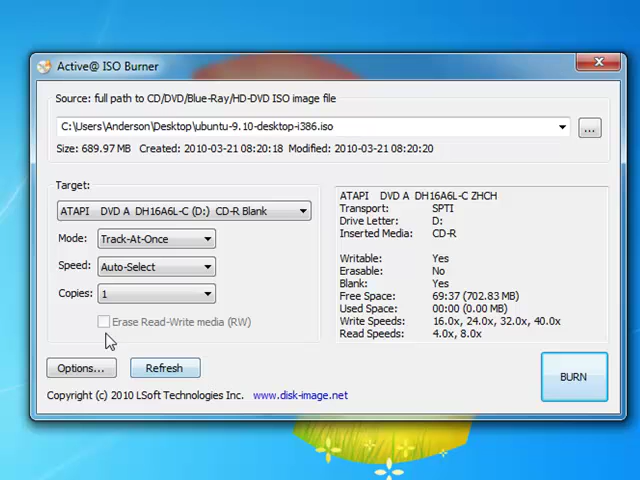 Active@ ISO Burner
Source: full path to CD/DVD/Blue-Ray/HD-DVD ISO image file
C:\Users\Anderson\Desktop\ubuntu-9.10-desktop-i386.iso
...
Size: 689.97 MB Created: 2010-03-21 08:20:18 Modified: 2010-03-21 08:20:20
Target:
ATAPI DVD A DH16A6L-C (D:) CD-R Blank
Mode: Track-At-Once
Speed: Auto-Select
Copies: 1
Erase Read-Write media (RW)
ATAPI DVD A DH16A6L-C ZHCH
Transport: SPTI
Drive Letter: D:
Inserted Media: CD-R
Writable: Yes
Erasable: No
Blank: Yes
Free Space: 69:37 (702.83 MB)
Used Space: 00:00 (0.00 MB)
Write Speeds: 16.0x, 24.0x, 32.0x, 40.0x
Read Speeds: 4.0x, 8.0x
Options... Refresh
BURN
Copyright (c) 2010 LSoft Technologies Inc. www.disk-image.net